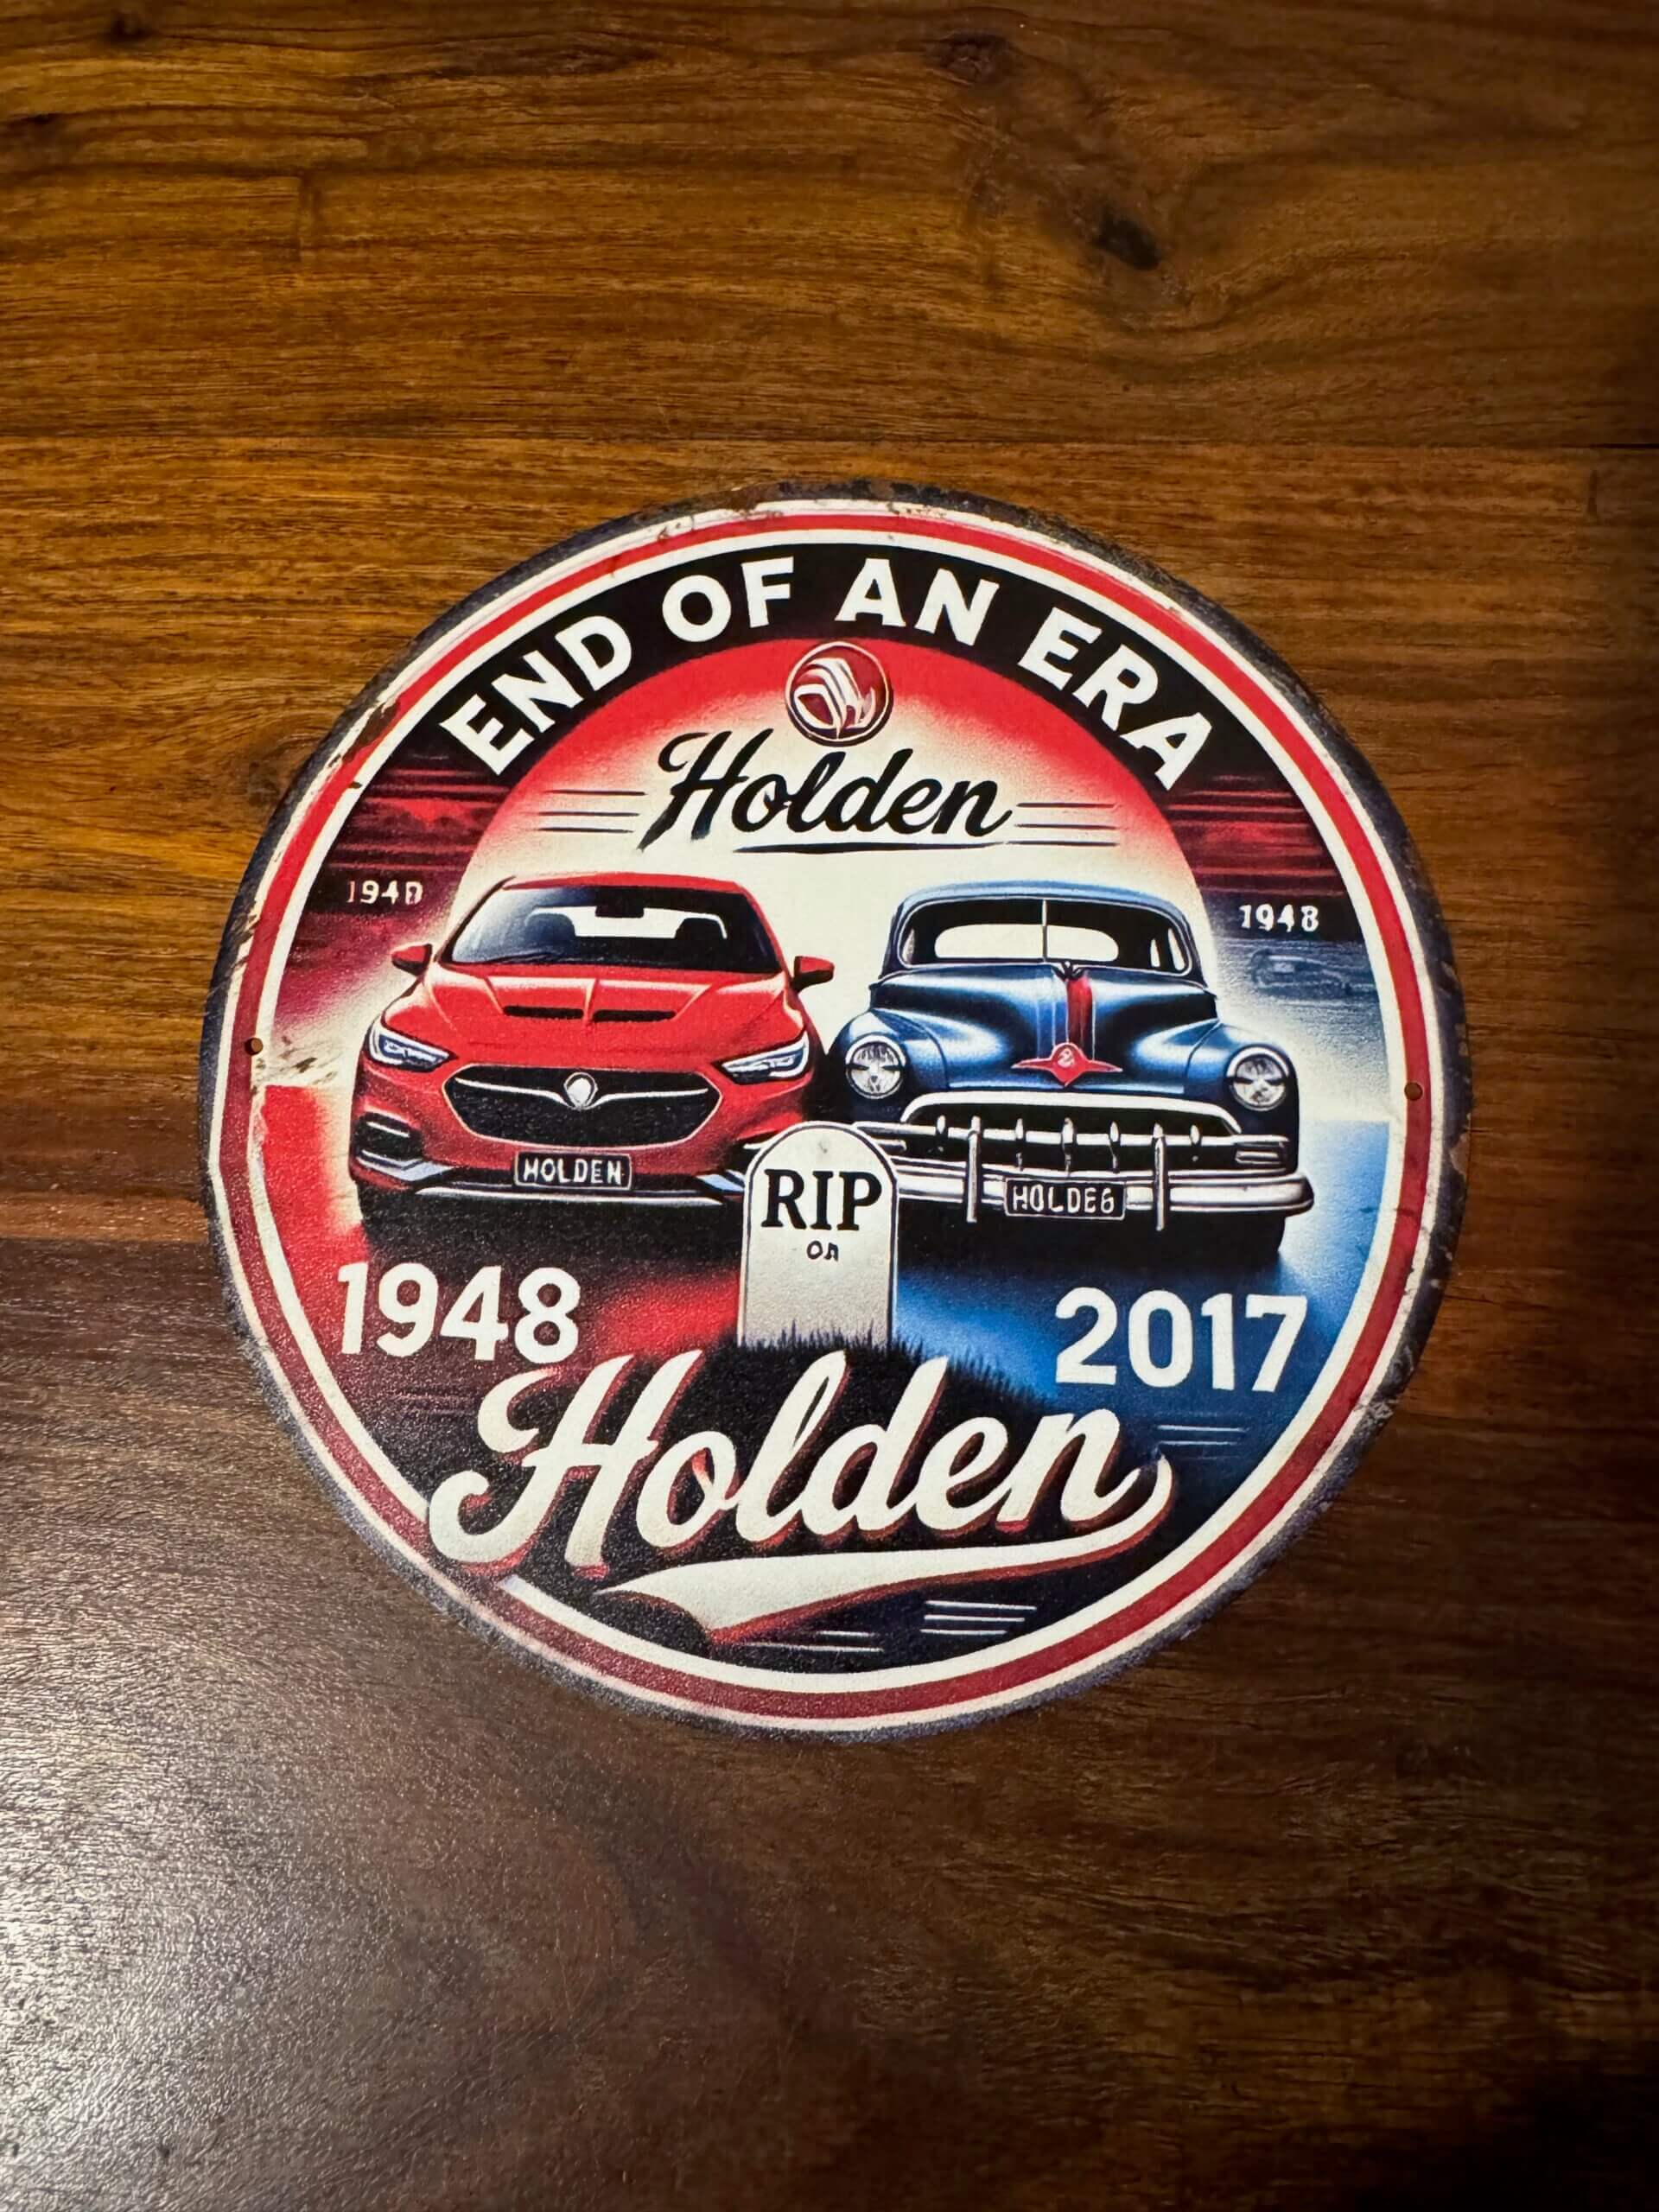 END OF AN ERA
Holden
194D
1948
HOLDEN
HOLDE6
RIP
1948
2017
Holden